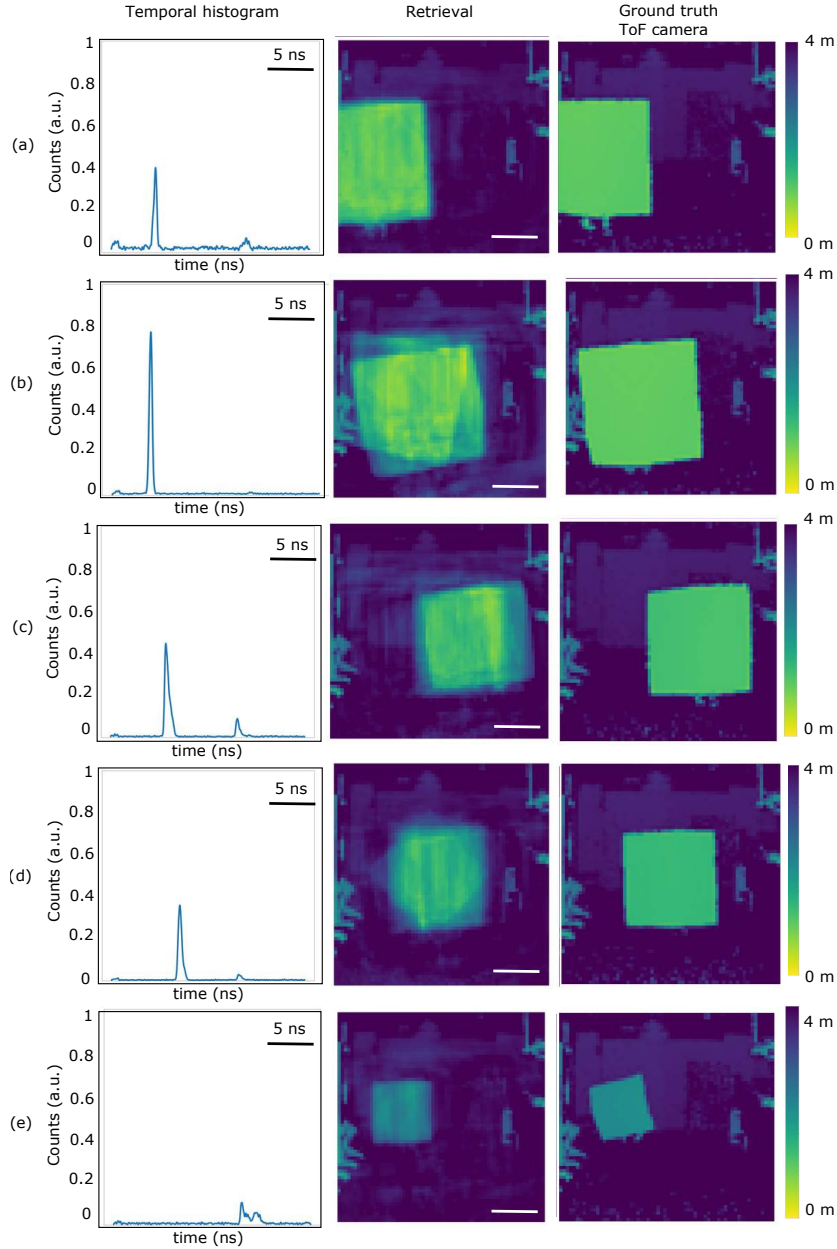 Temporal histogram Retrieval Ground truth
ToF camera
(a)
Counts (a.u.)
1
0.8
0.6
0.4
0.2
0
5 ns
time (ns)
4 m
0 m
(b)
Counts (a.u.)
1
0.8
0.6
0.4
0.2
0
5 ns
time (ns)
4 m
0 m
(c)
Counts (a.u.)
1
0.8
0.6
0.4
0.2
0
5 ns
time (ns)
4 m
0 m
(d)
Counts (a.u.)
1
0.8
0.6
0.4
0.2
0
5 ns
time (ns)
4 m
0 m
(e)
Counts (a.u.)
1
0.8
0.6
0.4
0.2
0
5 ns
time (ns)
4 m
0 m